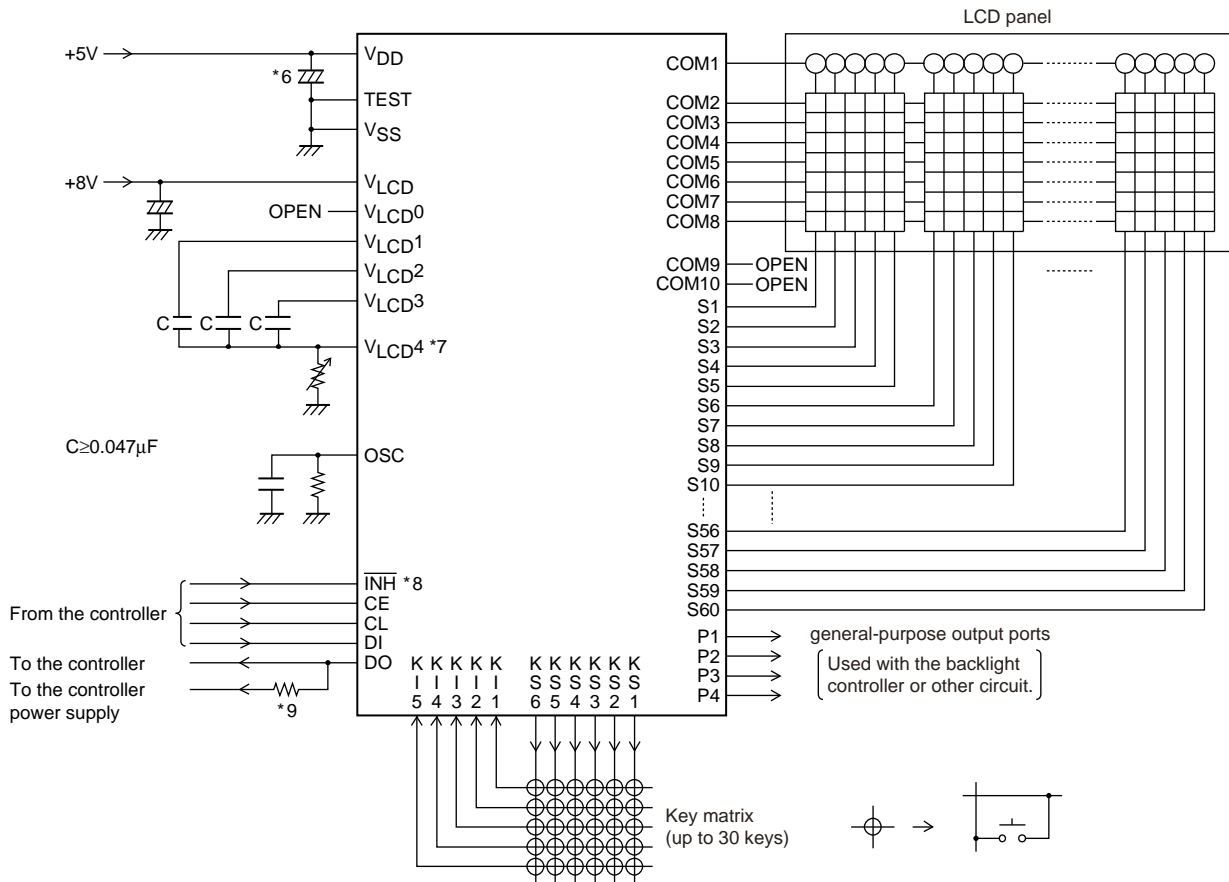 LCD panel
+5V
VDD
*6
TEST
VSS
+8V
VLCD
OPEN
VLCD0
VLCD1
VLCD2
VLCD3
C
C
C
VLCD4 *7
C≥0.047μF
OSC
From the controller
INH *8
CE
CL
DI
To the controller
DO
To the controller
power supply
*9
COM1
COM2
COM3
COM4
COM5
COM6
COM7
COM8
COM9
OPEN
COM10
OPEN
S1
S2
S3
S4
S5
S6
S7
S8
S9
S10
S56
S57
S58
S59
S60
P1
P2
P3
P4
general-purpose output ports
Used with the backlight
controller or other circuit.
KI5
KI4
KI3
KI2
KI1
KS6
KS5
KS4
KS3
KS2
KS1
Key matrix
(up to 30 keys)